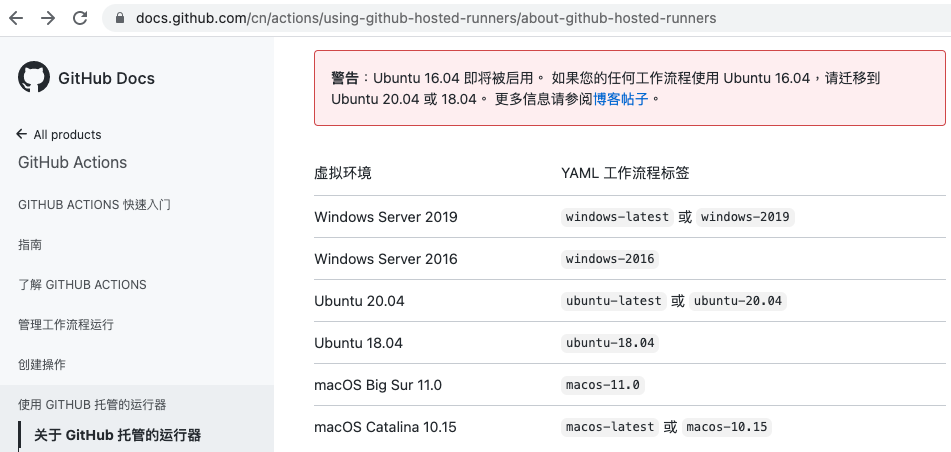 docs.github.com/cn/actions/using-github-hosted-runners/about-github-hosted-runners
GitHub Docs
All products
GitHub Actions
GITHUB ACTIONS 快速入门
指南
了解 GITHUB ACTIONS
管理工作流程运行
创建操作
使用 GITHUB 托管的运行器
关于 GitHub 托管的运行器
警告：Ubuntu 16.04 即将被启用。 如果您的任何工作流程使用 Ubuntu 16.04，请迁移到
Ubuntu 20.04 或 18.04。 更多信息请参阅博客帖子。
虚拟环境 YAML 工作流程标签
Windows Server 2019 windows-latest 或 windows-2019
Windows Server 2016 windows-2016
Ubuntu 20.04 ubuntu-latest 或 ubuntu-20.04
Ubuntu 18.04 ubuntu-18.04
macOS Big Sur 11.0 macos-11.0
macOS Catalina 10.15 macos-latest 或 macos-10.15